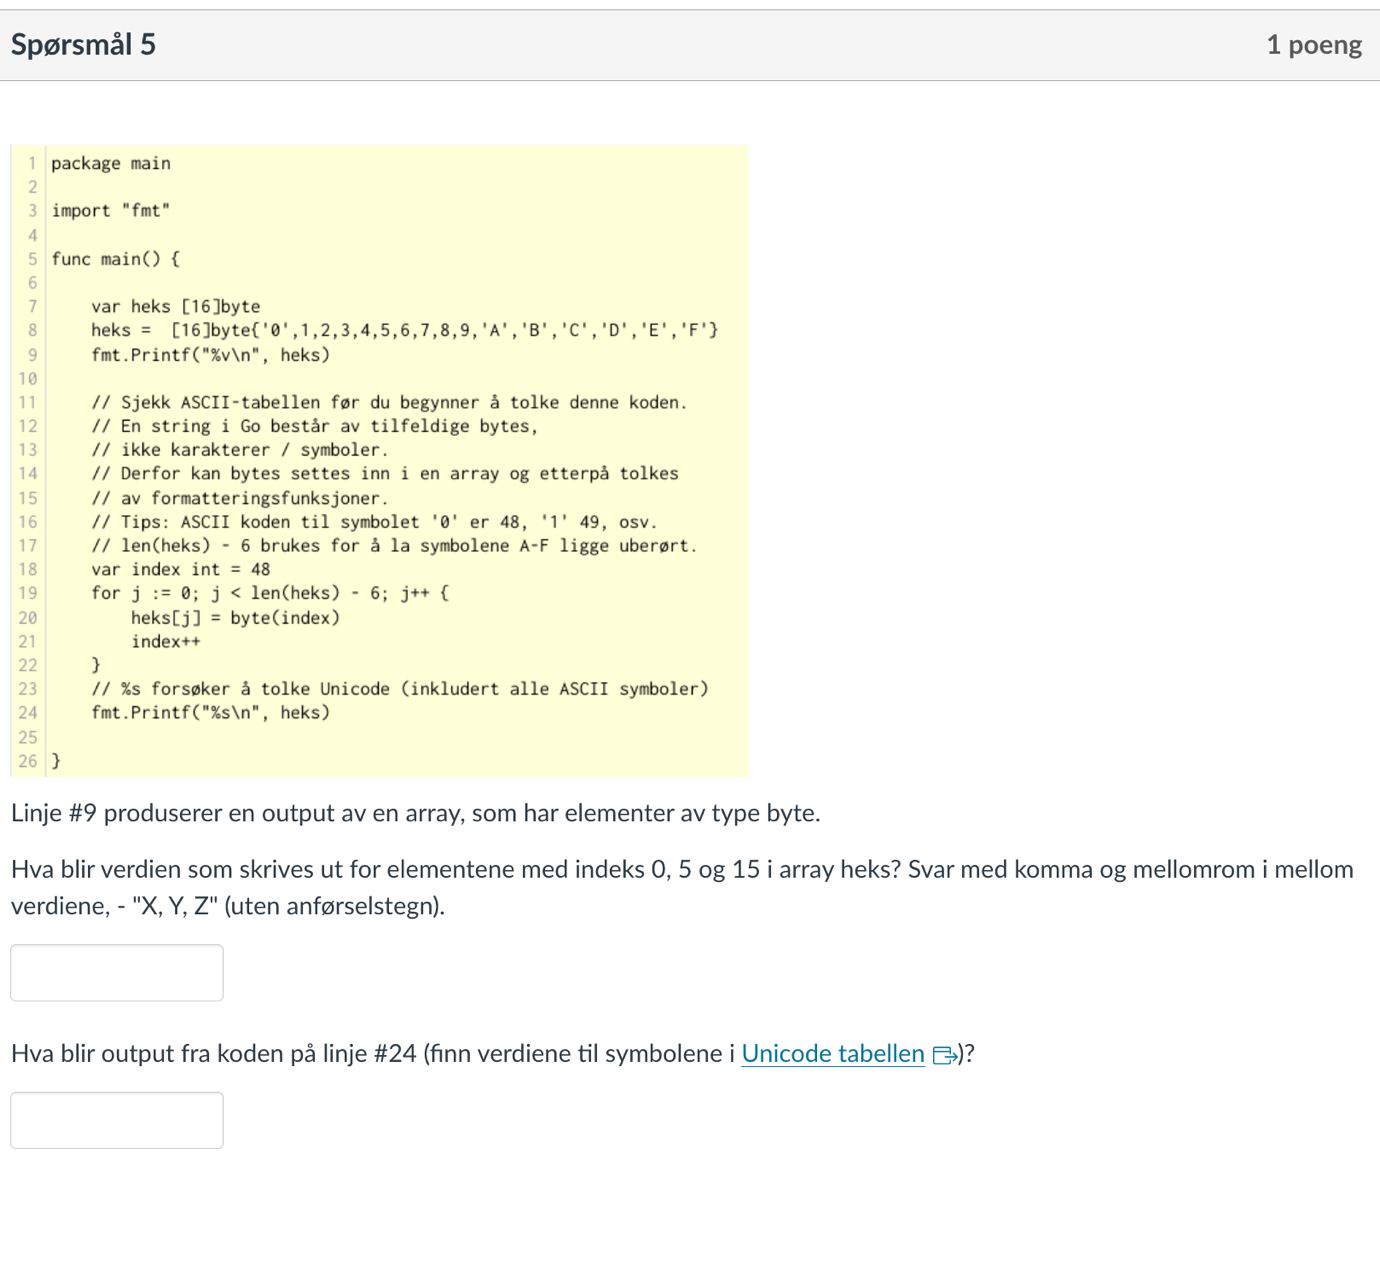 Spørsmål 5
1 poeng
1 package main
2
3 import "fmt"
4
5 func main() {
6
7     var heks [16]byte
8     heks =  [16]byte{'0',1,2,3,4,5,6,7,8,9,'A','B','C','D','E','F'}
9     fmt.Printf("%v\n", heks)
10
11     // Sjekk ASCII-tabellen før du begynner å tolke denne koden.
12     // En string i Go består av tilfeldige bytes,
13     // ikke karakterer / symboler.
14     // Derfor kan bytes settes inn i en array og etterpå tolkes
15     // av formatteringsfunksjoner.
16     // Tips: ASCII koden til symbolet '0' er 48, '1' 49, osv.
17     // len(heks) - 6 brukes for å la symbolene A-F ligge uberørt.
18     var index int = 48
19     for j := 0; j < len(heks) - 6; j++ {
20         heks[j] = byte(index)
21         index++
22     }
23     // %s forsøker å tolke Unicode (inkludert alle ASCII symboler)
24     fmt.Printf("%s\n", heks)
25
26 }
Linje #9 produserer en output av en array, som har elementer av type byte.
Hva blir verdien som skrives ut for elementene med indeks 0, 5 og 15 i array heks? Svar med komma og mellomrom i mellom
verdiene, - "X, Y, Z" (uten anførselstegn).
Hva blir output fra koden på linje #24 (finn verdiene til symbolene i Unicode tabellen )?